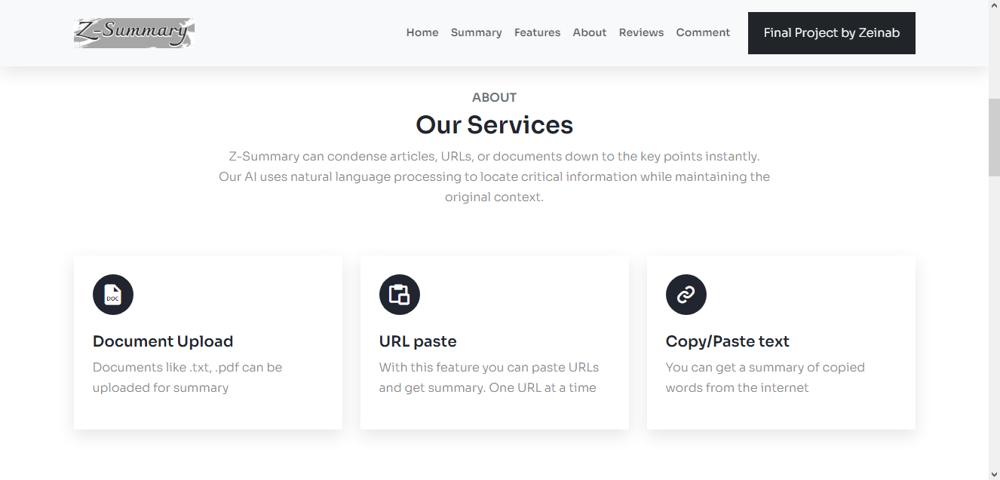 Z-Summary
Home Summary Features About Reviews Comment Final Project by Zeinab
ABOUT
Our Services
Z-Summary can condense articles, URLs, or documents down to the key points instantly.
Our AI uses natural language processing to locate critical information while maintaining the
original context.
DOC
Document Upload
Documents like .txt, .pdf can be
uploaded for summary
URL paste
With this feature you can paste URLs
and get summary. One URL at a time
Copy/Paste text
You can get a summary of copied
words from the internet